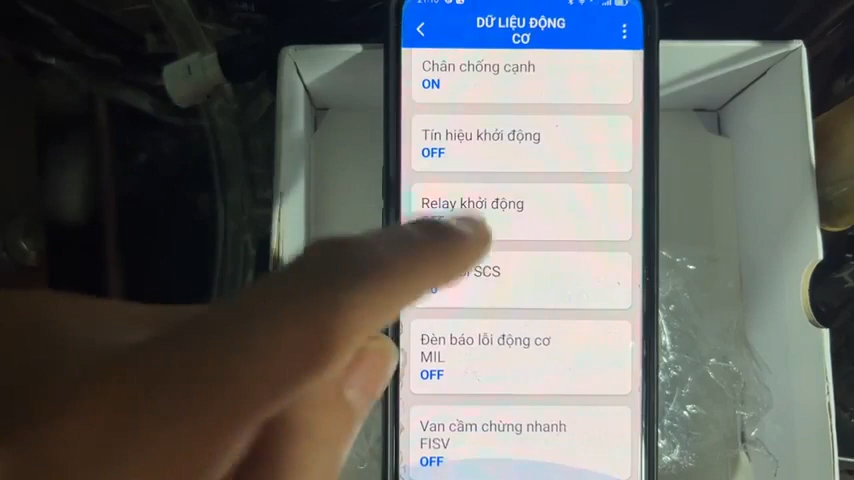 DỮ LIỆU ĐỘNG
CƠ
Chân chống cạnh
ON
Tín hiệu khởi động
OFF
Relay khởi động
SCS
Đèn báo lỗi động cơ
MIL
OFF
Van cầm chừng nhanh
FISV
OFF